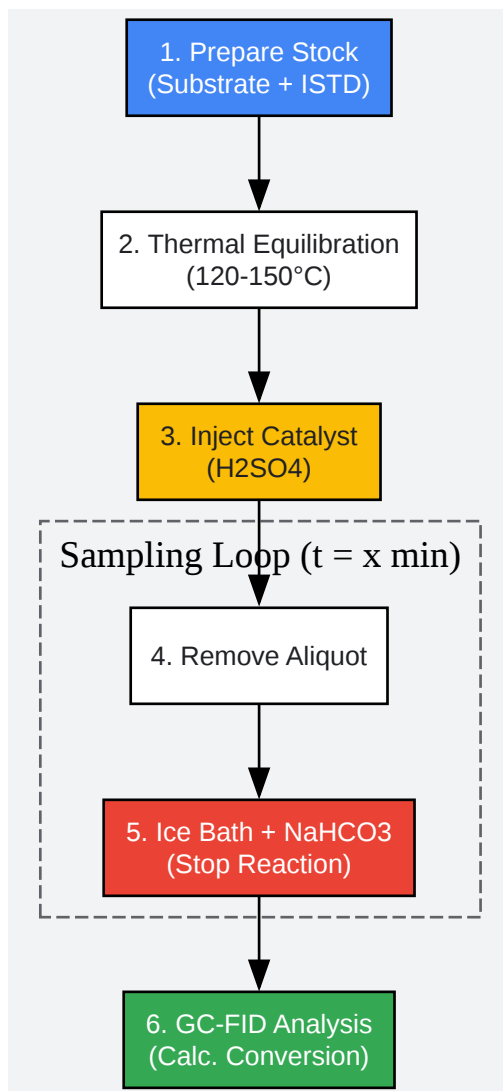 1. Prepare Stock
(Substrate + ISTD)
2. Thermal Equilibration
(120-150°C)
3. Inject Catalyst
(H2SO4)
Sampling Loop (t = x min)
4. Remove Aliquot
5. Ice Bath + NaHCO3
(Stop Reaction)
6. GC-FID Analysis
(Calc. Conversion)